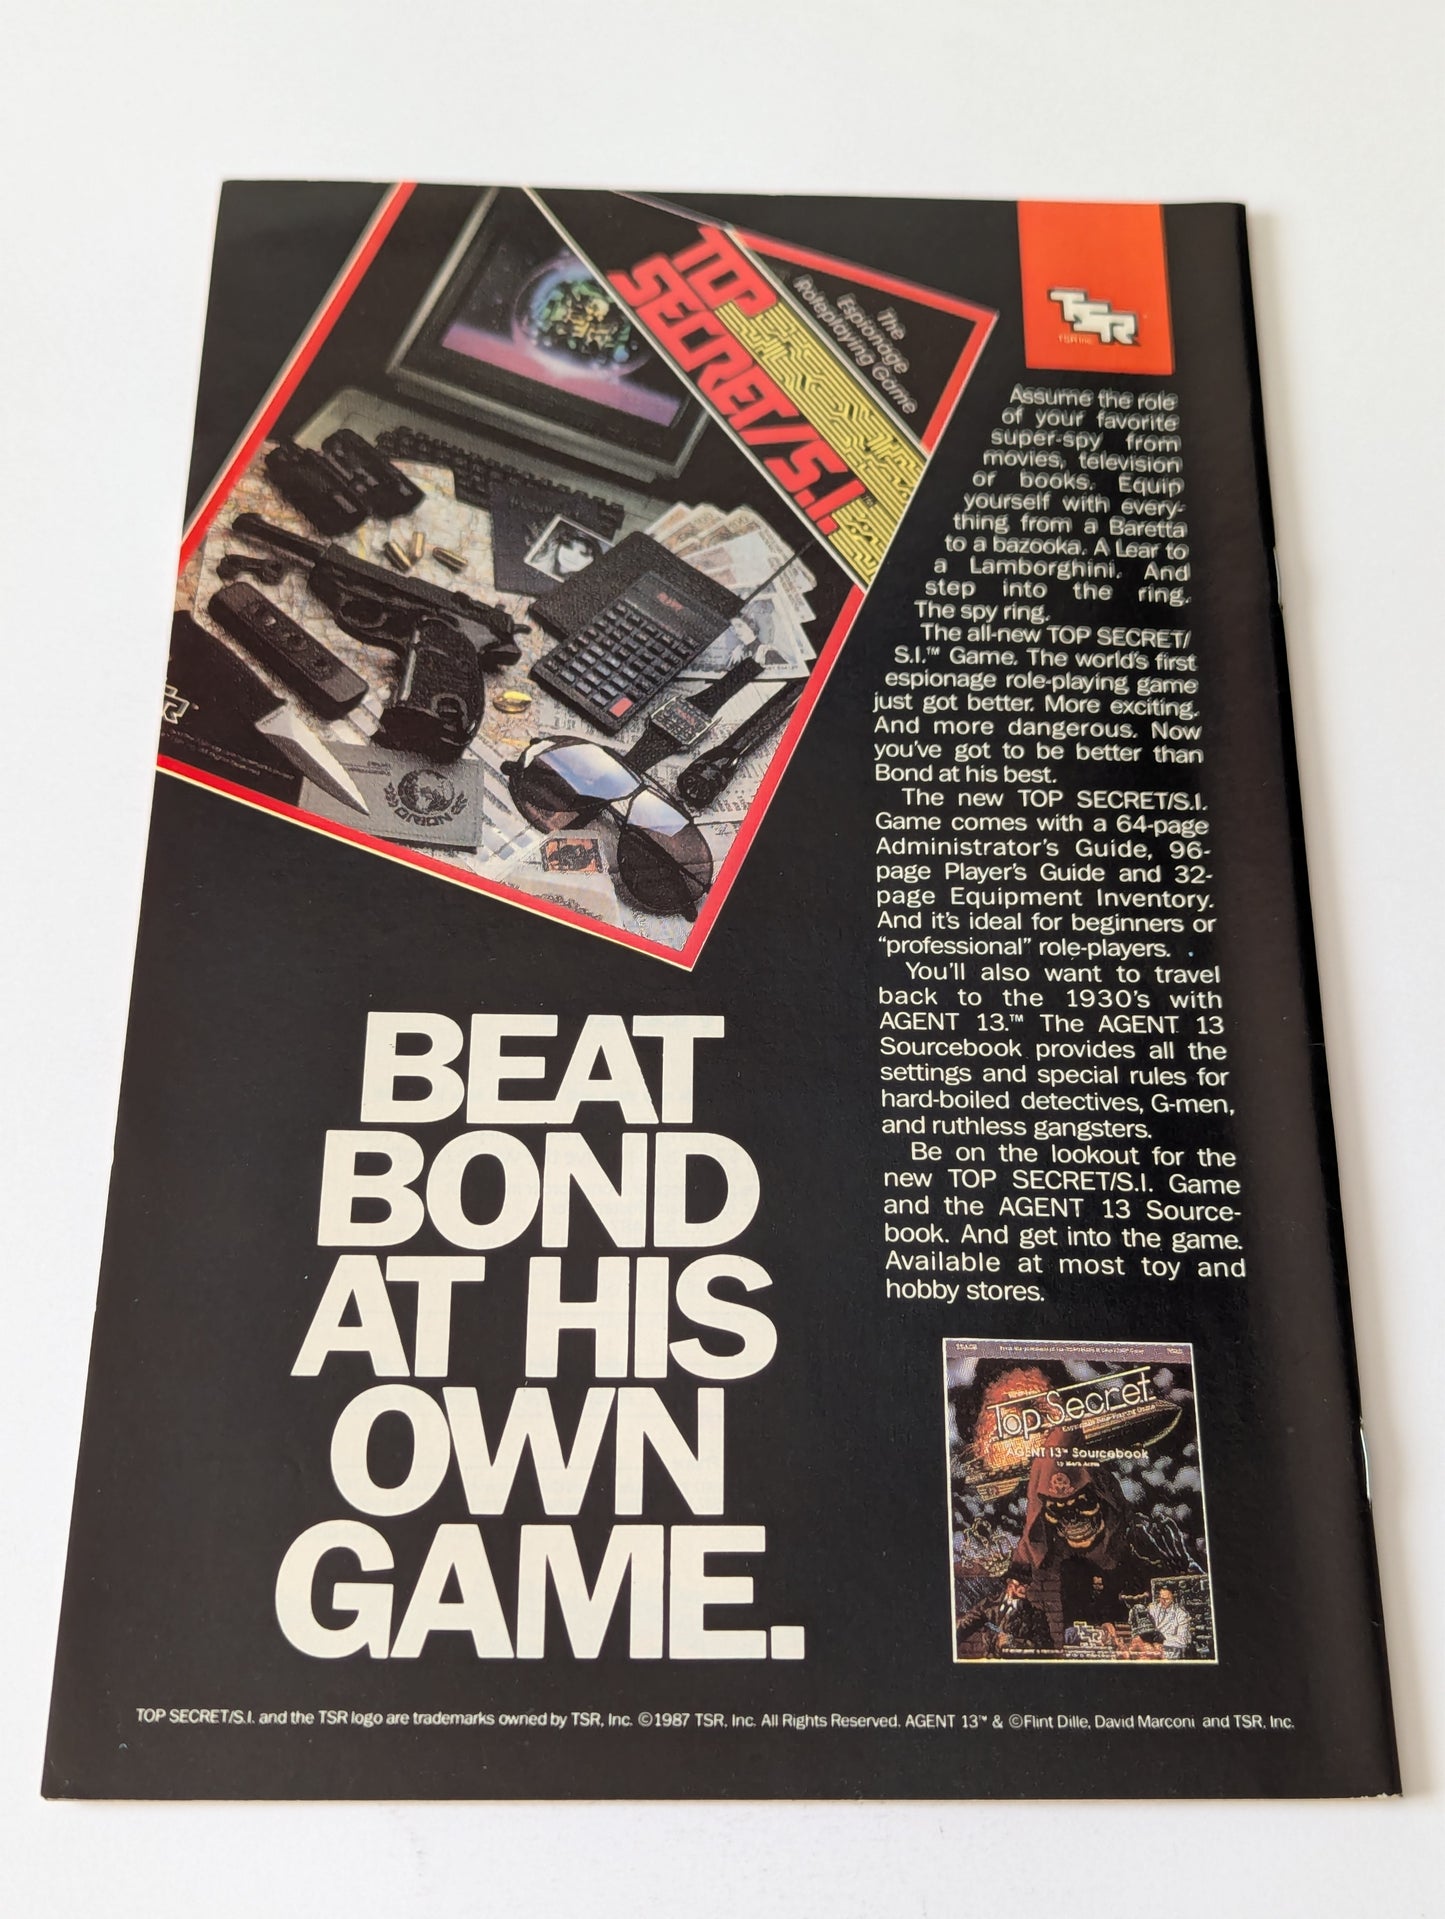 TOP
SECRET/S.I.™
The
Espionage
Roleplaying Game
TSR
TSR Inc.
ORION
Assume the role
of your favorite
super-spy from
movies, television
or books. Equip
yourself with every-
thing from a Baretta
to a bazooka. A Lear to
a Lamborghini. And
step into the ring.
The spy ring.
The all-new TOP SECRET/
S.I.™ Game. The world's first
espionage role-playing game
just got better. More exciting.
And more dangerous. Now
you've got to be better than
Bond at his best.
The new TOP SECRET/S.I.
Game comes with a 64-page
Administrator's Guide, 96-
page Player's Guide and 32-
page Equipment Inventory.
And it's ideal for beginners or
"professional" role-players.
You'll also want to travel
back to the 1930's with
AGENT 13.™ The AGENT 13
Sourcebook provides all the
settings and special rules for
hard-boiled detectives, G-men,
and ruthless gangsters.
Be on the lookout for the
new TOP SECRET/S.I. Game
and the AGENT 13 Source-
book. And get into the game.
Available at most toy and
hobby stores.
BEAT
BOND
AT HIS
OWN
GAME.
Top Secret
AGENT 13™ Sourcebook
TSR
TOP SECRET/S.I. and the TSR logo are trademarks owned by TSR, Inc. ©1987 TSR, Inc. All Rights Reserved. AGENT 13™ & ©Flint Dille, David Marconi and TSR, Inc.